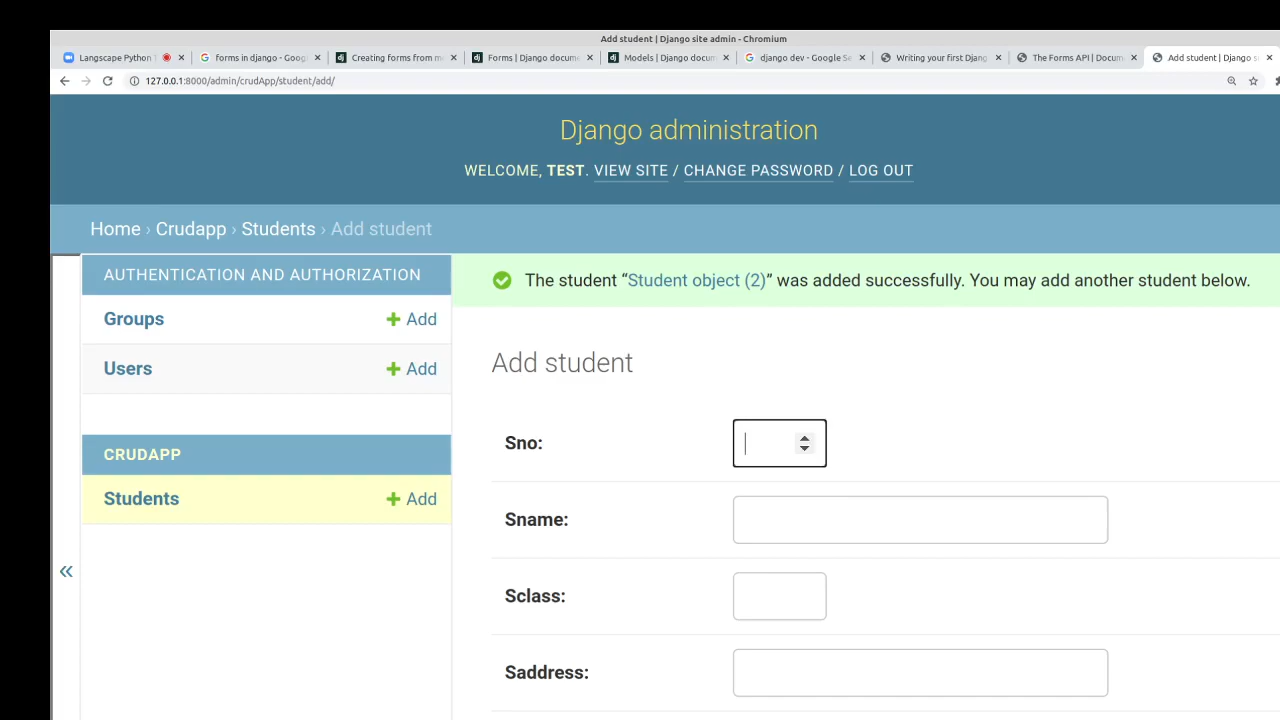 Add student | Django site admin - Chromium
Langscape Python forms in django - Goog Creating forms from m Forms | Django docume Models | Django docum django dev - Google Se Writing your first Djang The Forms API | Docum Add student | Django s
127.0.0.1:8000/admin/crudApp/student/add/
Django administration
WELCOME, TEST. VIEW SITE / CHANGE PASSWORD / LOG OUT
Home › Crudapp › Students › Add student
AUTHENTICATION AND AUTHORIZATION
Groups + Add
Users + Add
CRUDAPP
Students + Add
«
The student “Student object (2)” was added successfully. You may add another student below.
Add student
Sno:
Sname:
Sclass:
Saddress: